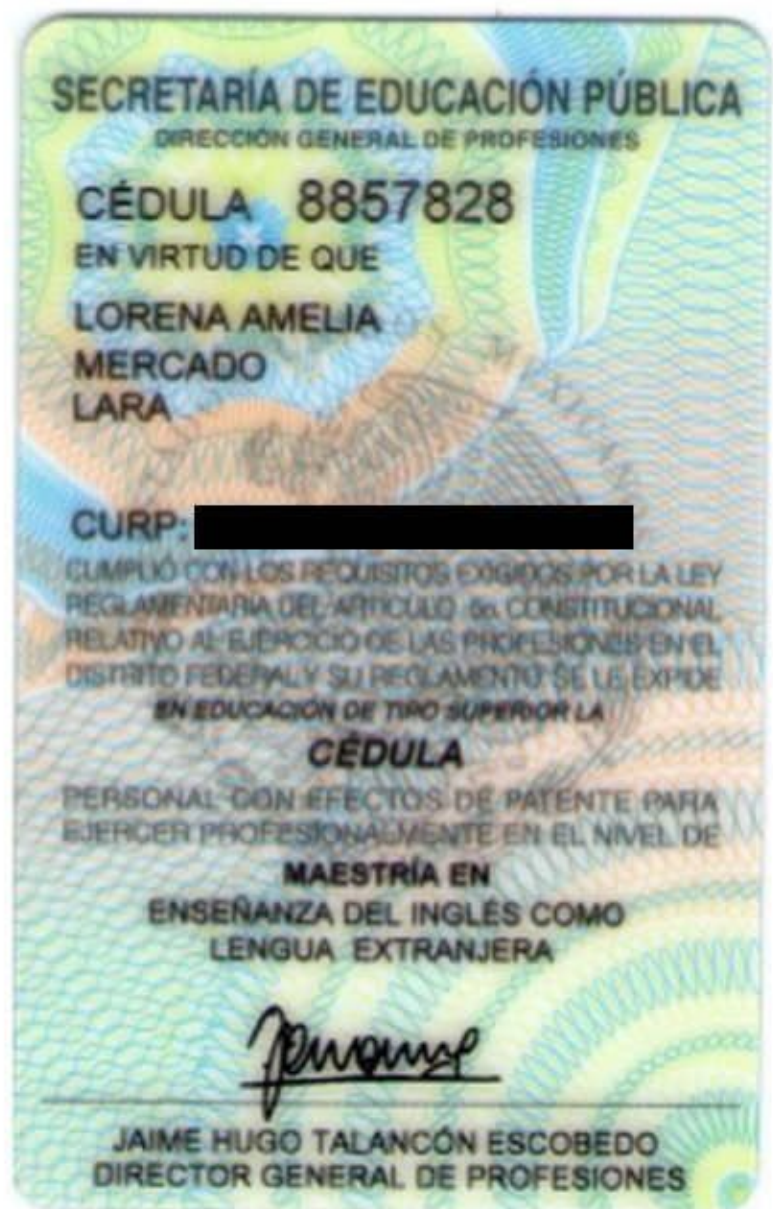 SECRETARÍA DE EDUCACIÓN PÚBLICA
DIRECCIÓN GENERAL DE PROFESIONES
CÉDULA 8857828
EN VIRTUD DE QUE
LORENA AMELIA
MERCADO
LARA
CURP:
CUMPLIÓ CON LOS REQUISITOS EXIGIDOS POR LA LEY
REGLAMENTARIA DEL ARTÍCULO 5o. CONSTITUCIONAL
RELATIVO AL EJERCICIO DE LAS PROFESIONES EN EL
DISTRITO FEDERAL Y SU REGLAMENTO SE LE EXPIDE
EN EDUCACIÓN DE TIPO SUPERIOR LA
CÉDULA
PERSONAL CON EFECTOS DE PATENTE PARA
EJERCER PROFESIONALMENTE EN EL NIVEL DE
MAESTRÍA EN
ENSEÑANZA DEL INGLÉS COMO
LENGUA EXTRANJERA
JAIME HUGO TALANCÓN ESCOBEDO
DIRECTOR GENERAL DE PROFESIONES